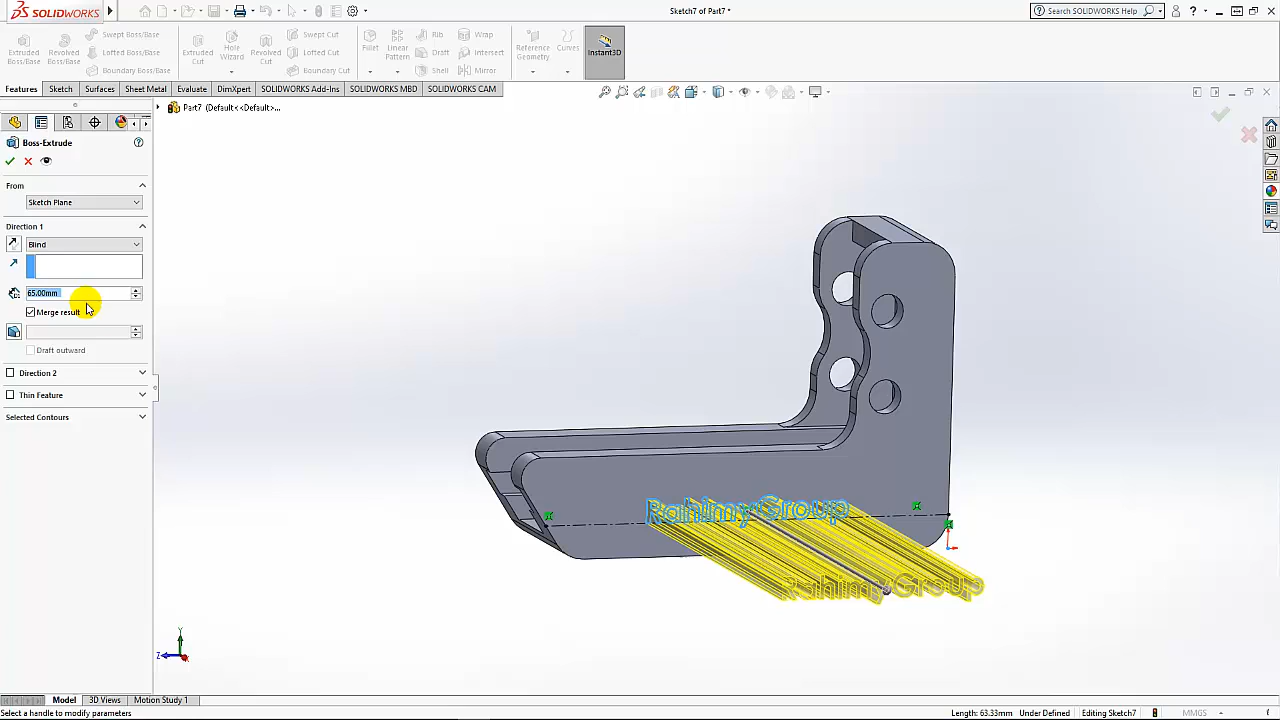 SOLIDWORKS
Sketch7 of Part7 *
Search SOLIDWORKS Help
Extruded Boss/Base
Revolved Boss/Base
Swept Boss/Base
Lofted Boss/Base
Boundary Boss/Base
Extruded Cut
Hole Wizard
Revolved Cut
Swept Cut
Lofted Cut
Boundary Cut
Fillet
Linear Pattern
Rib
Draft
Shell
Wrap
Intersect
Mirror
Reference Geometry
Curves
Instant3D
Features
Sketch
Surfaces
Sheet Metal
Evaluate
DimXpert
SOLIDWORKS Add-Ins
SOLIDWORKS MBD
SOLIDWORKS CAM
Part7 (Default<<Default>...
Boss-Extrude
From
Sketch Plane
Direction 1
Blind
65.00mm
Merge result
Draft outward
Direction 2
Thin Feature
Selected Contours
Rahimy Group
Rahimy Group
Y
Z
Model
3D Views
Motion Study 1
Select a handle to modify parameters
Length: 63.33mm
Under Defined
Editing Sketch7
MMGS